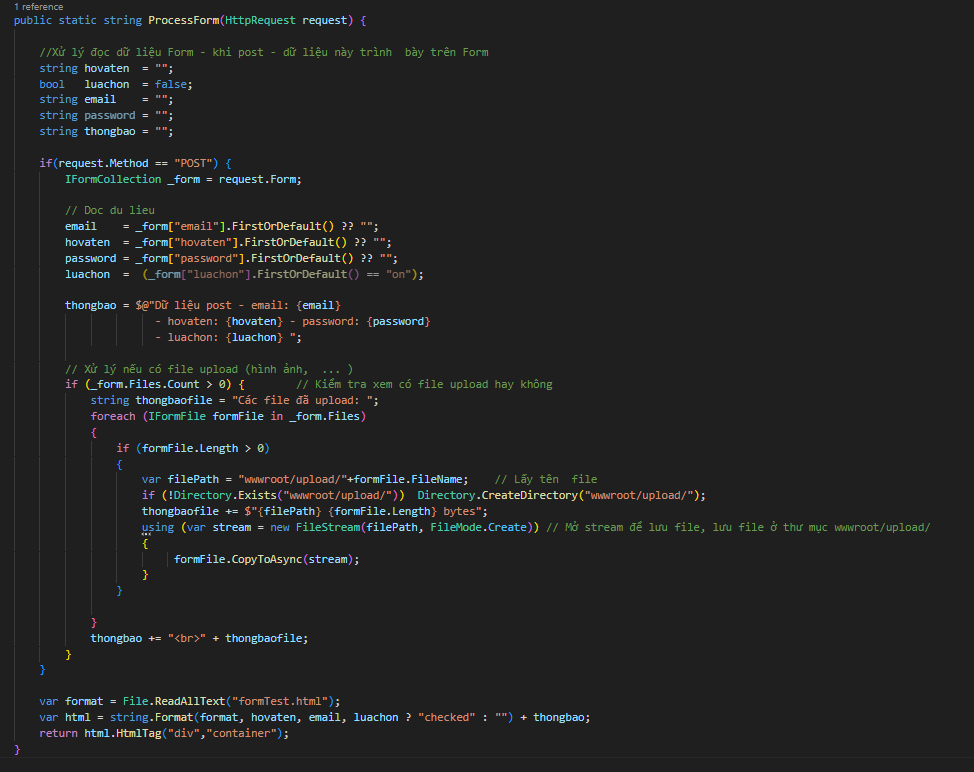 1 reference
public static string ProcessForm(HttpRequest request) {
//Xử lý đọc dữ liệu Form - khi post - dữ liệu này trình  bày trên Form
string hovaten  = "";
bool   luachon  = false;
string email    = "";
string password = "";
string thongbao = "";
if(request.Method == "POST") {
IFormCollection _form = request.Form;
// Doc du lieu
email    = _form["email"].FirstOrDefault() ?? "";
hovaten  = _form["hovaten"].FirstOrDefault() ?? "";
password = _form["password"].FirstOrDefault() ?? "";
luachon  =  (_form["luachon"].FirstOrDefault() == "on");
thongbao = $@"Dữ liệu post - email: {email}
- hovaten: {hovaten} - password: {password}
- luachon: {luachon} ";
// Xử lý nếu có file upload (hình ảnh,  ... )
if (_form.Files.Count > 0) {        // Kiểm tra xem có file upload hay không
string thongbaofile = "Các file đã upload: ";
foreach (IFormFile formFile in _form.Files)
{
if (formFile.Length > 0)
{
var filePath = "wwwroot/upload/"+formFile.FileName;    // Lấy tên  file
if (!Directory.Exists("wwwroot/upload/"))  Directory.CreateDirectory("wwwroot/upload/");
thongbaofile += $"{filePath} {formFile.Length} bytes";
using (var stream = new FileStream(filePath, FileMode.Create)) // Mở stream để lưu file, lưu file ở thư mục wwwroot/upload/
{
formFile.CopyToAsync(stream);
}
}
}
thongbao += "<br>" + thongbaofile;
}
}
var format = File.ReadAllText("formTest.html");
var html = string.Format(format, hovaten, email, luachon ? "checked" : "") + thongbao;
return html.HtmlTag("div","container");
}